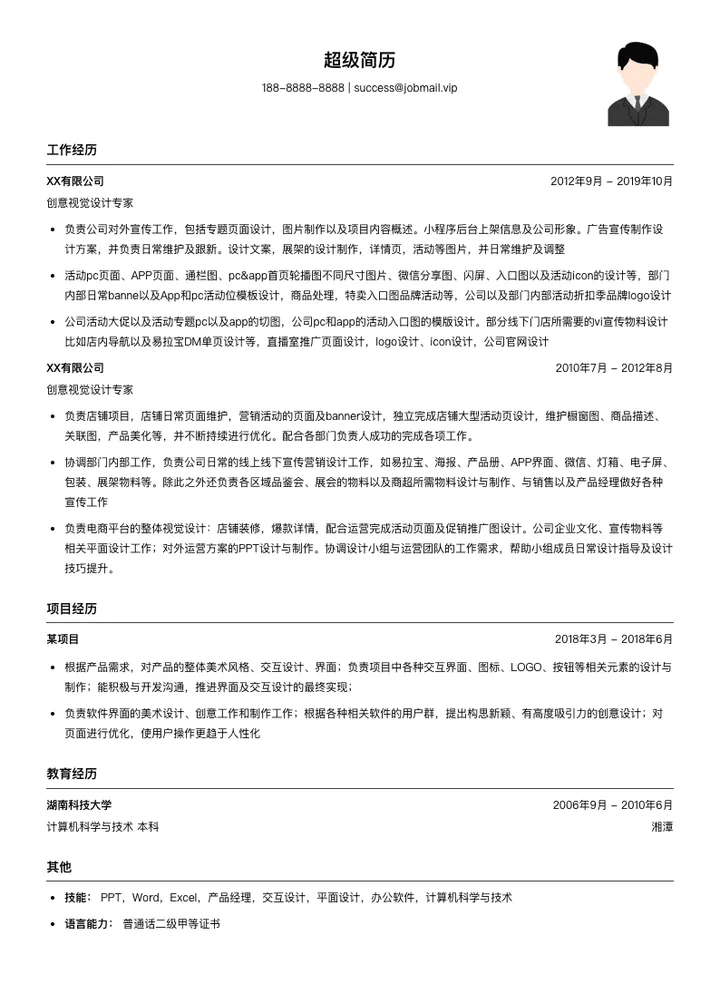 超级简历
188-8888-8888 | success@jobmail.vip
工作经历
XX有限公司 2012年9月 – 2019年10月
创意视觉设计专家
• 负责公司对外宣传工作，包括专题页面设计，图片制作以及项目内容概述。小程序后台上架信息及公司形象。广告宣传制作设
计方案，并负责日常维护及跟新。设计文案，展架的设计制作，详情页，活动等图片，并日常维护及调整
• 活动pc页面、APP页面、通栏图、pc&app首页轮播图不同尺寸图片、微信分享图、闪屏、入口图以及活动icon的设计等，部门
内部日常banne以及App和pc活动位模板设计，商品处理，特卖入口图品牌活动等，公司以及部门内部活动折扣季品牌logo设计
• 公司活动大促以及活动专题pc以及app的切图，公司pc和app的活动入口图的模版设计。部分线下门店所需要的vi宣传物料设计
比如店内导航以及易拉宝DM单页设计等，直播室推广页面设计，logo设计、icon设计，公司官网设计
XX有限公司 2010年7月 – 2012年8月
创意视觉设计专家
• 负责店铺项目，店铺日常页面维护，营销活动的页面及banner设计，独立完成店铺大型活动页设计，维护橱窗图、商品描述、
关联图，产品美化等，并不断持续进行优化。配合各部门负责人成功的完成各项工作。
• 协调部门内部工作，负责公司日常的线上线下宣传营销设计工作，如易拉宝、海报、产品册、APP界面、微信、灯箱、电子屏、
包装、展架物料等。除此之外还负责各区域品鉴会、展会的物料以及商超所需物料设计与制作、与销售以及产品经理做好各种
宣传工作
• 负责电商平台的整体视觉设计：店铺装修，爆款详情，配合运营完成活动页面及促销推广图设计。公司企业文化、宣传物料等
相关平面设计工作；对外运营方案的PPT设计与制作。协调设计小组与运营团队的工作需求，帮助小组成员日常设计指导及设计
技巧提升。
项目经历
某项目 2018年3月 – 2018年6月
• 根据产品需求，对产品的整体美术风格、交互设计、界面；负责项目中各种交互界面、图标、LOGO、按钮等相关元素的设计与
制作；能积极与开发沟通，推进界面及交互设计的最终实现；
• 负责软件界面的美术设计、创意工作和制作工作；根据各种相关软件的用户群，提出构思新颖、有高度吸引力的创意设计；对
页面进行优化，使用户操作更趋于人性化
教育经历
湖南科技大学 2006年9月 – 2010年6月
计算机科学与技术 本科 湘潭
其他
• 技能： PPT，Word，Excel，产品经理，交互设计，平面设计，办公软件，计算机科学与技术
• 语言能力： 普通话二级甲等证书